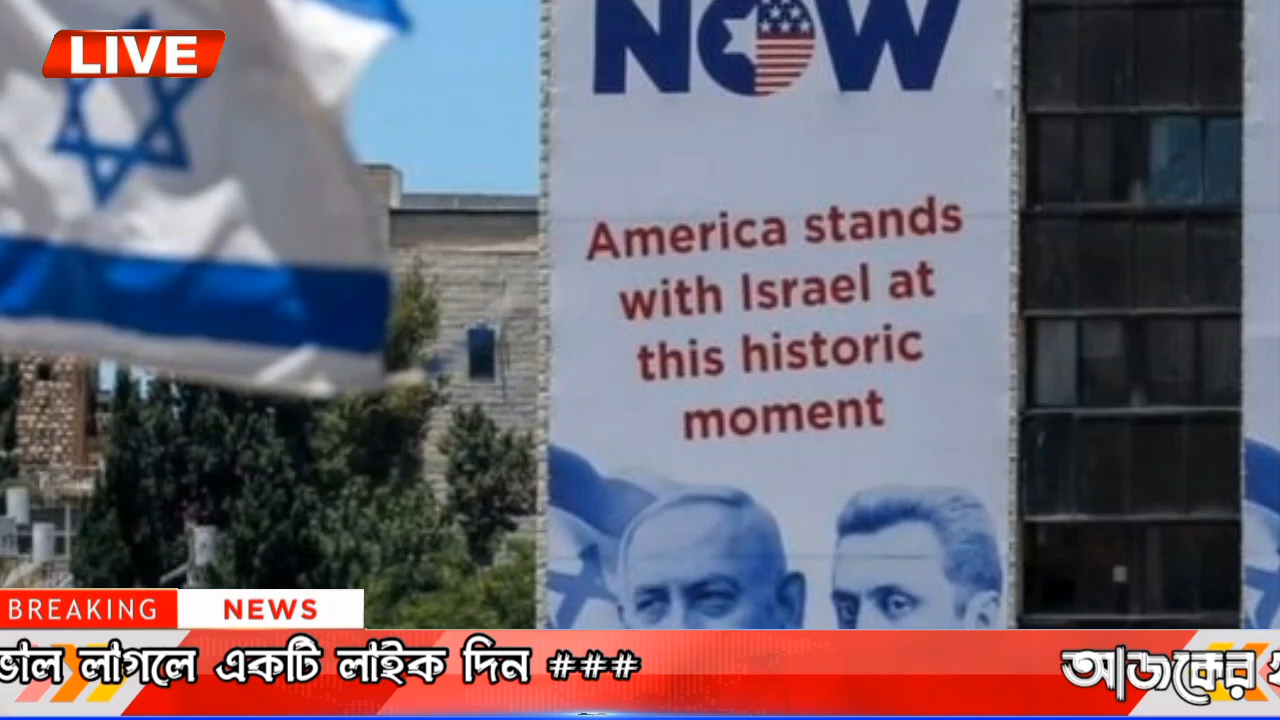 LIVE
NOW
America stands
with Israel at
this historic
moment
BREAKING NEWS
ভাল লাগলে একটি লাইক দিন ### আজকের